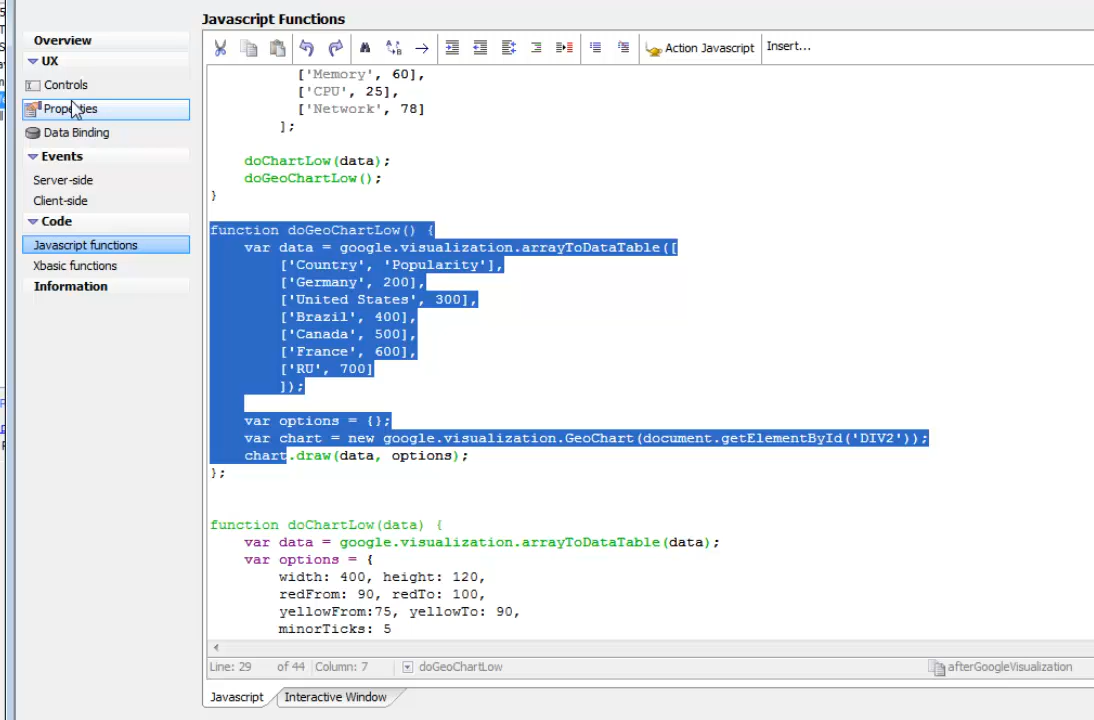 Javascript Functions
Overview
UX
Controls
Properties
Data Binding
Events
Server-side
Client-side
Code
Javascript functions
Xbasic functions
Information
Action Javascript Insert...
['Memory', 60],
['CPU', 25],
['Network', 78]
];
doChartLow(data);
doGeoChartLow();
}
function doGeoChartLow() {
var data = google.visualization.arrayToDataTable([
['Country', 'Popularity'],
['Germany', 200],
['United States', 300],
['Brazil', 400],
['Canada', 500],
['France', 600],
['RU', 700]
]);
var options = {};
var chart = new google.visualization.GeoChart(document.getElementById('DIV2'));
chart.draw(data, options);
};
function doChartLow(data) {
var data = google.visualization.arrayToDataTable(data);
var options = {
width: 400, height: 120,
redFrom: 90, redTo: 100,
yellowFrom:75, yellowTo: 90,
minorTicks: 5
Line: 29 of 44 Column: 7 doGeoChartLow afterGoogleVisualization
Javascript Interactive Window